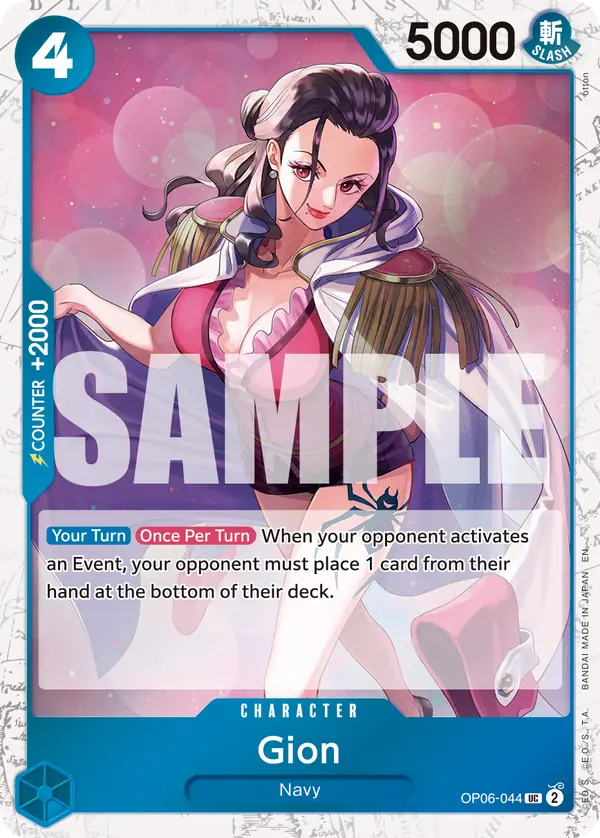 4
5000
斬
SLASH
otton
COUNTER +2000
SAMPLE
Your Turn Once Per Turn When your opponent activates
an Event, your opponent must place 1 card from their
hand at the bottom of their deck.
BANDAI MADE IN JAPAN EN
CHARACTER
Gion
Navy
OP06-044 UC 2